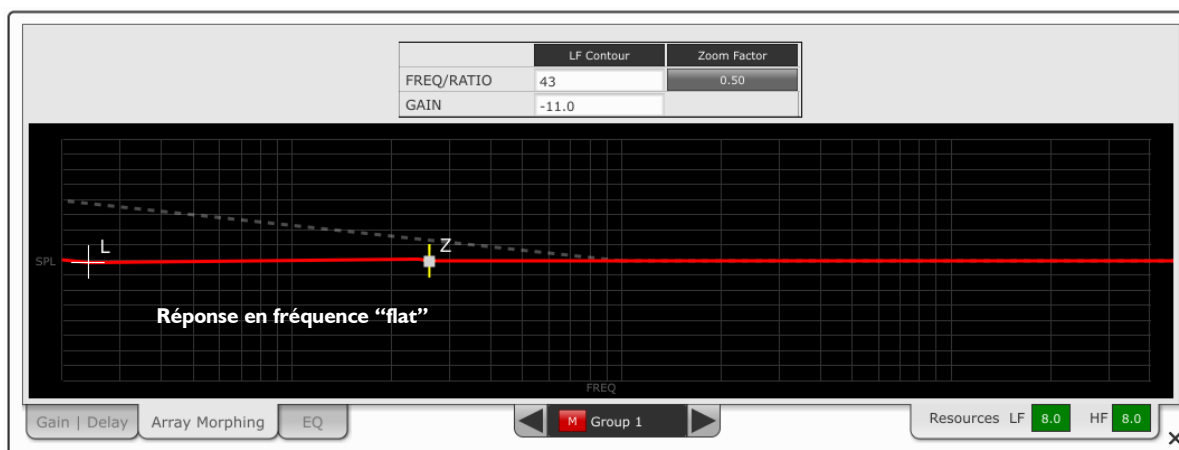 LF Contour Zoom Factor
FREQ/RATIO 43 0.50
GAIN -11.0
L
Z
SPL
Réponse en fréquence “flat”
FREQ
Gain | Delay Array Morphing EQ M Group 1 Resources LF 8.0 HF 8.0